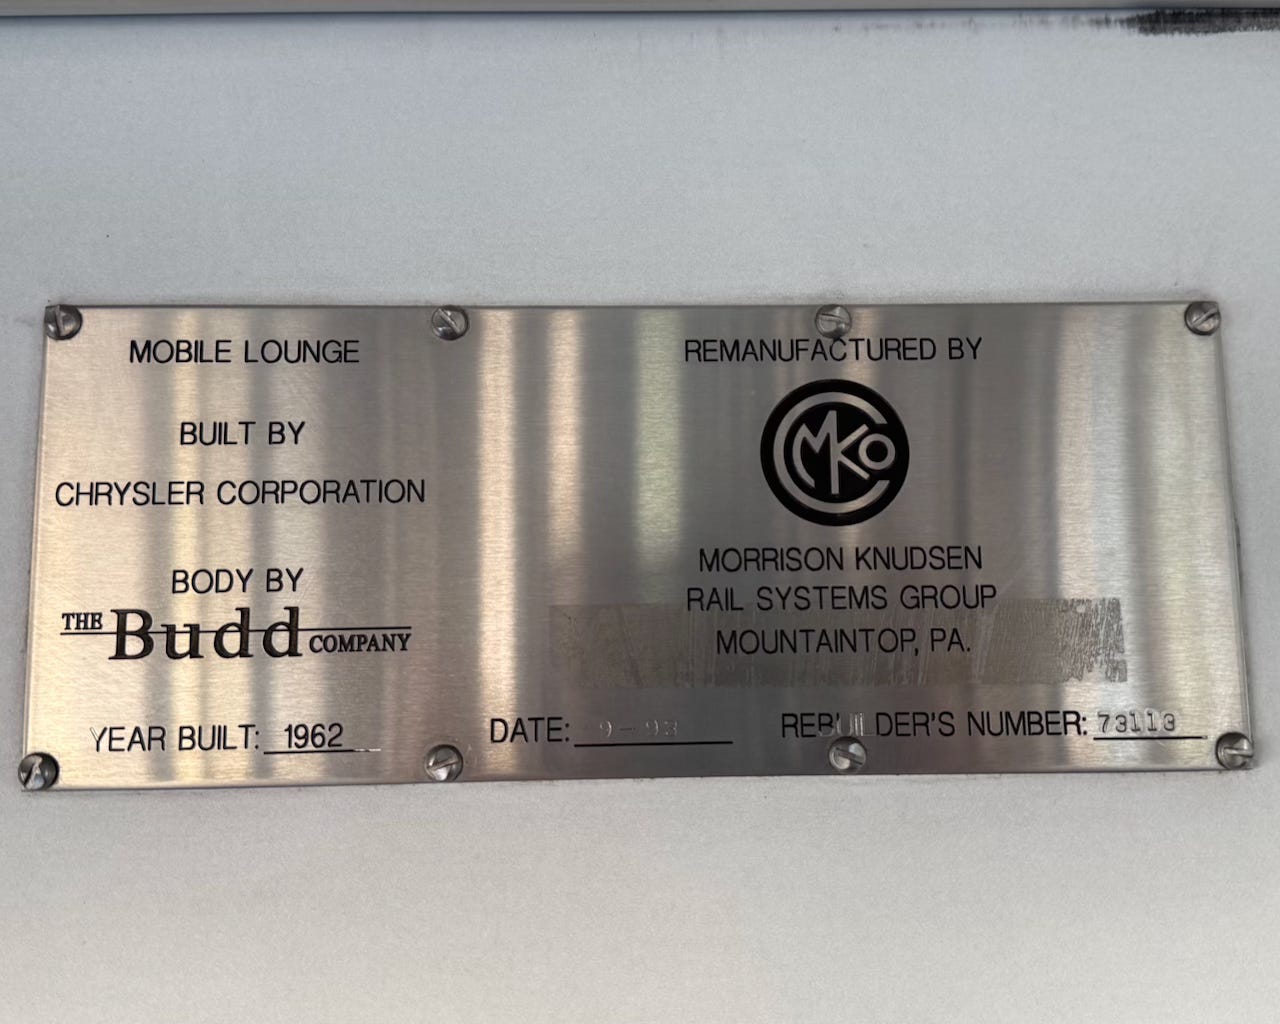 MOBILE LOUNGE
BUILT BY
CHRYSLER CORPORATION
BODY BY
THE Budd COMPANY
YEAR BUILT: 1962
REMANUFACTURED BY
MKCO
MORRISON KNUDSEN
RAIL SYSTEMS GROUP
MOUNTAINTOP, PA.
DATE: 9-93
REBUILDER'S NUMBER: 73113